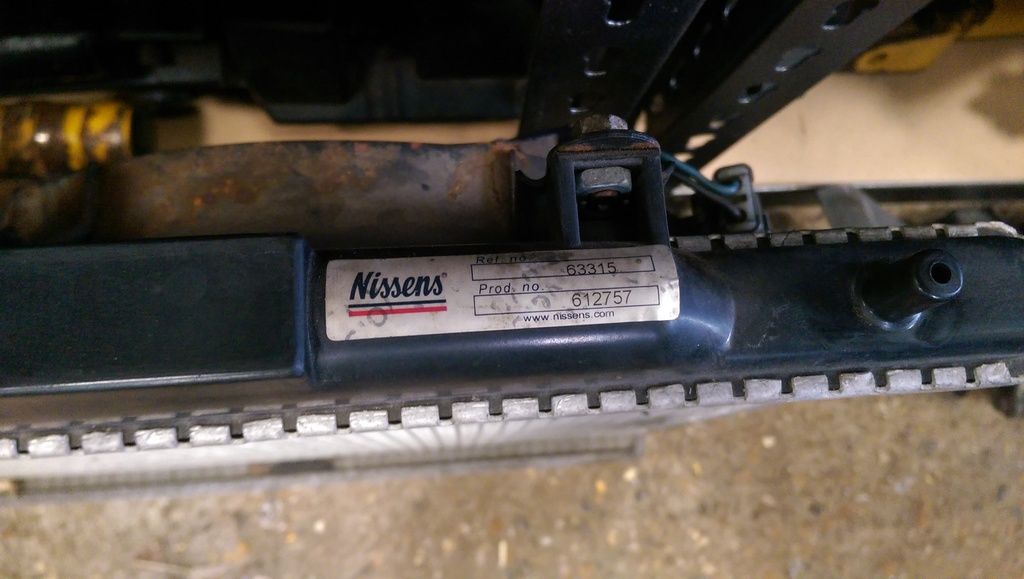 Nissens®
Ref. no. 63315
Prod. no. 612757
www.nissens.com